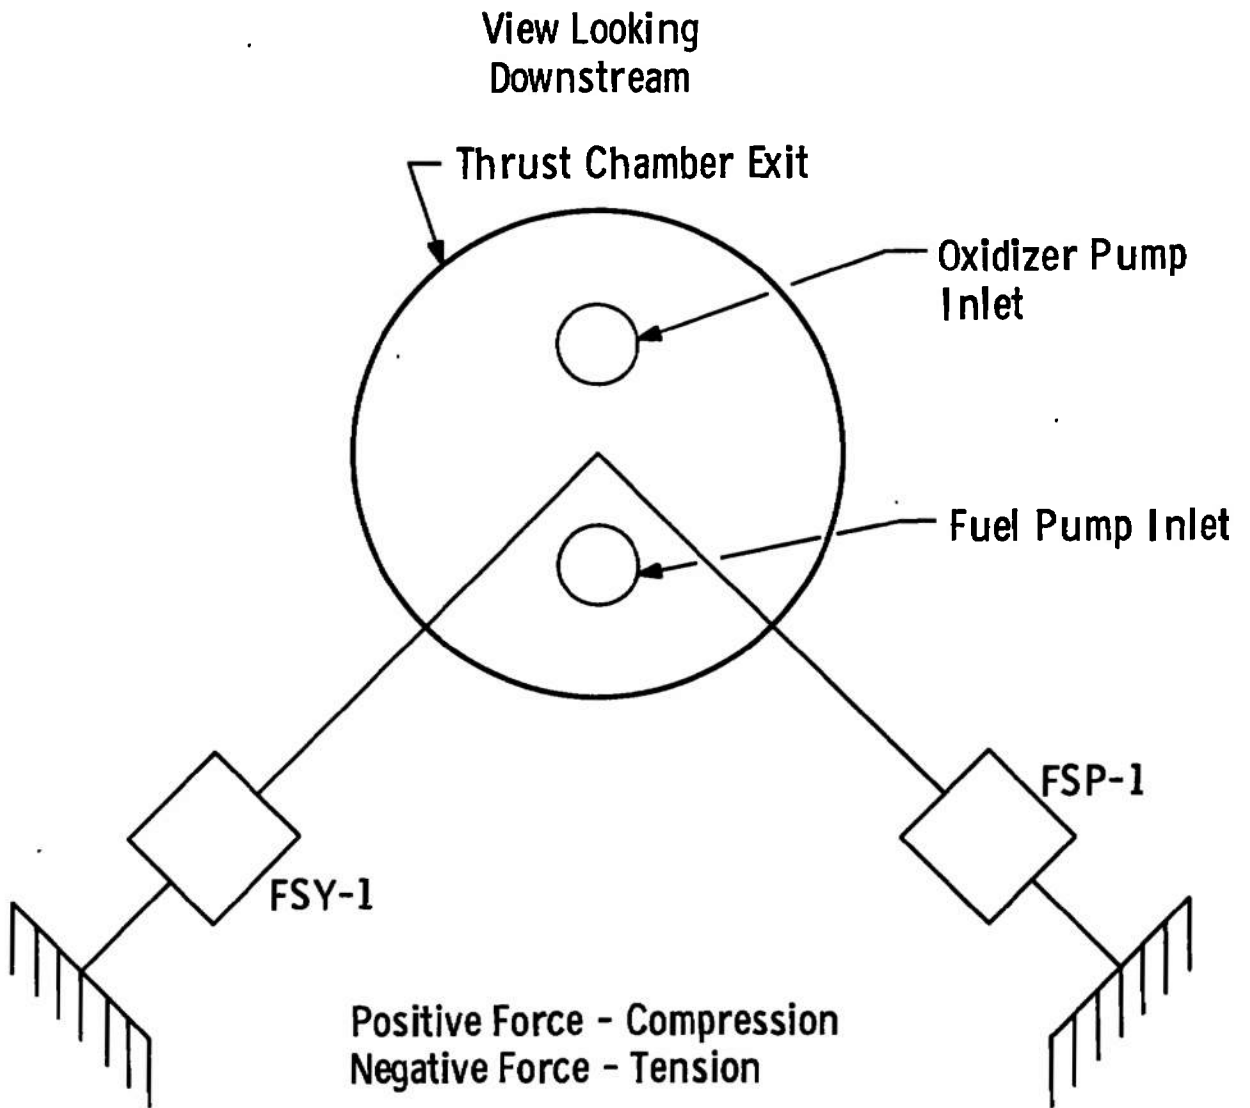 View Looking
Downstream
Thrust Chamber Exit
Oxidizer Pump
Inlet
Fuel Pump Inlet
FSP-1
FSY-1
Positive Force - Compression
Negative Force - Tension